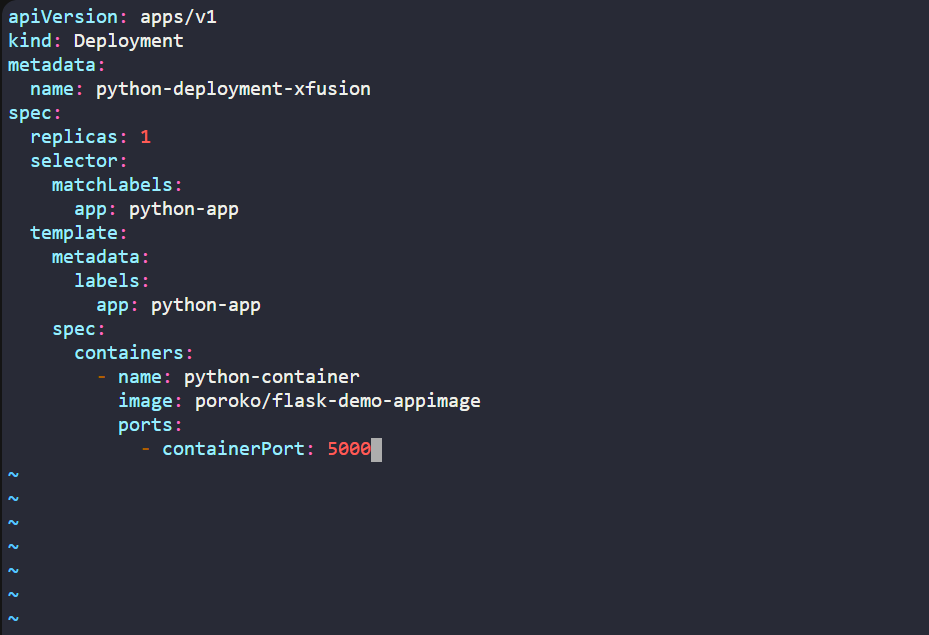 apiVersion: apps/v1
kind: Deployment
metadata:
  name: python-deployment-xfusion
spec:
  replicas: 1
  selector:
    matchLabels:
      app: python-app
  template:
    metadata:
      labels:
        app: python-app
    spec:
      containers:
        - name: python-container
          image: poroko/flask-demo-appimage
          ports:
            - containerPort: 5000
~
~
~
~
~
~
~